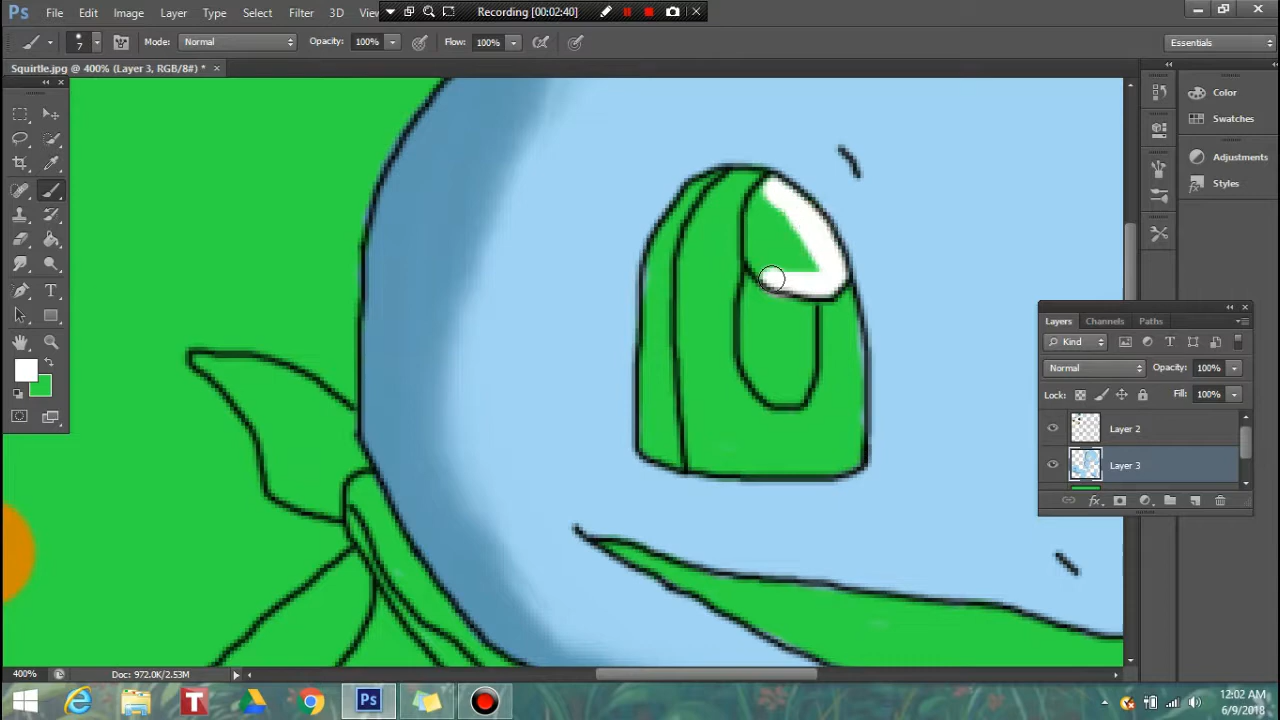 Ps File Edit Image Layer Type Select Filter 3D Recording [00:02:40]
7 Mode: Normal Opacity: 100% Flow: 100% Essentials
Squirtle.jpg @ 400% (Layer 3, RGB/8#) *
Color
Swatches
Adjustments
Styles
Layers Channels Paths
Kind
Normal Opacity: 100%
Lock: Fill: 100%
Layer 2
Layer 3
400% Doc: 972.0K/2.53M
T Ps 12:02 AM
6/9/2018